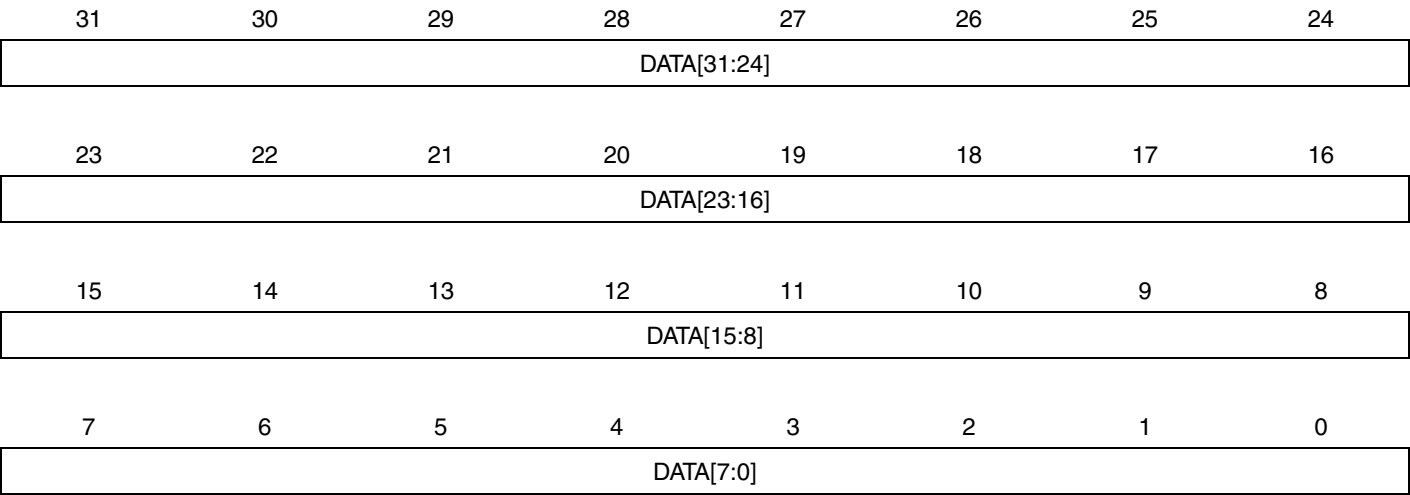 31 30 29 28 27 26 25 24
DATA[31:24]
23 22 21 20 19 18 17 16
DATA[23:16]
15 14 13 12 11 10 9 8
DATA[15:8]
7 6 5 4 3 2 1 0
DATA[7:0]